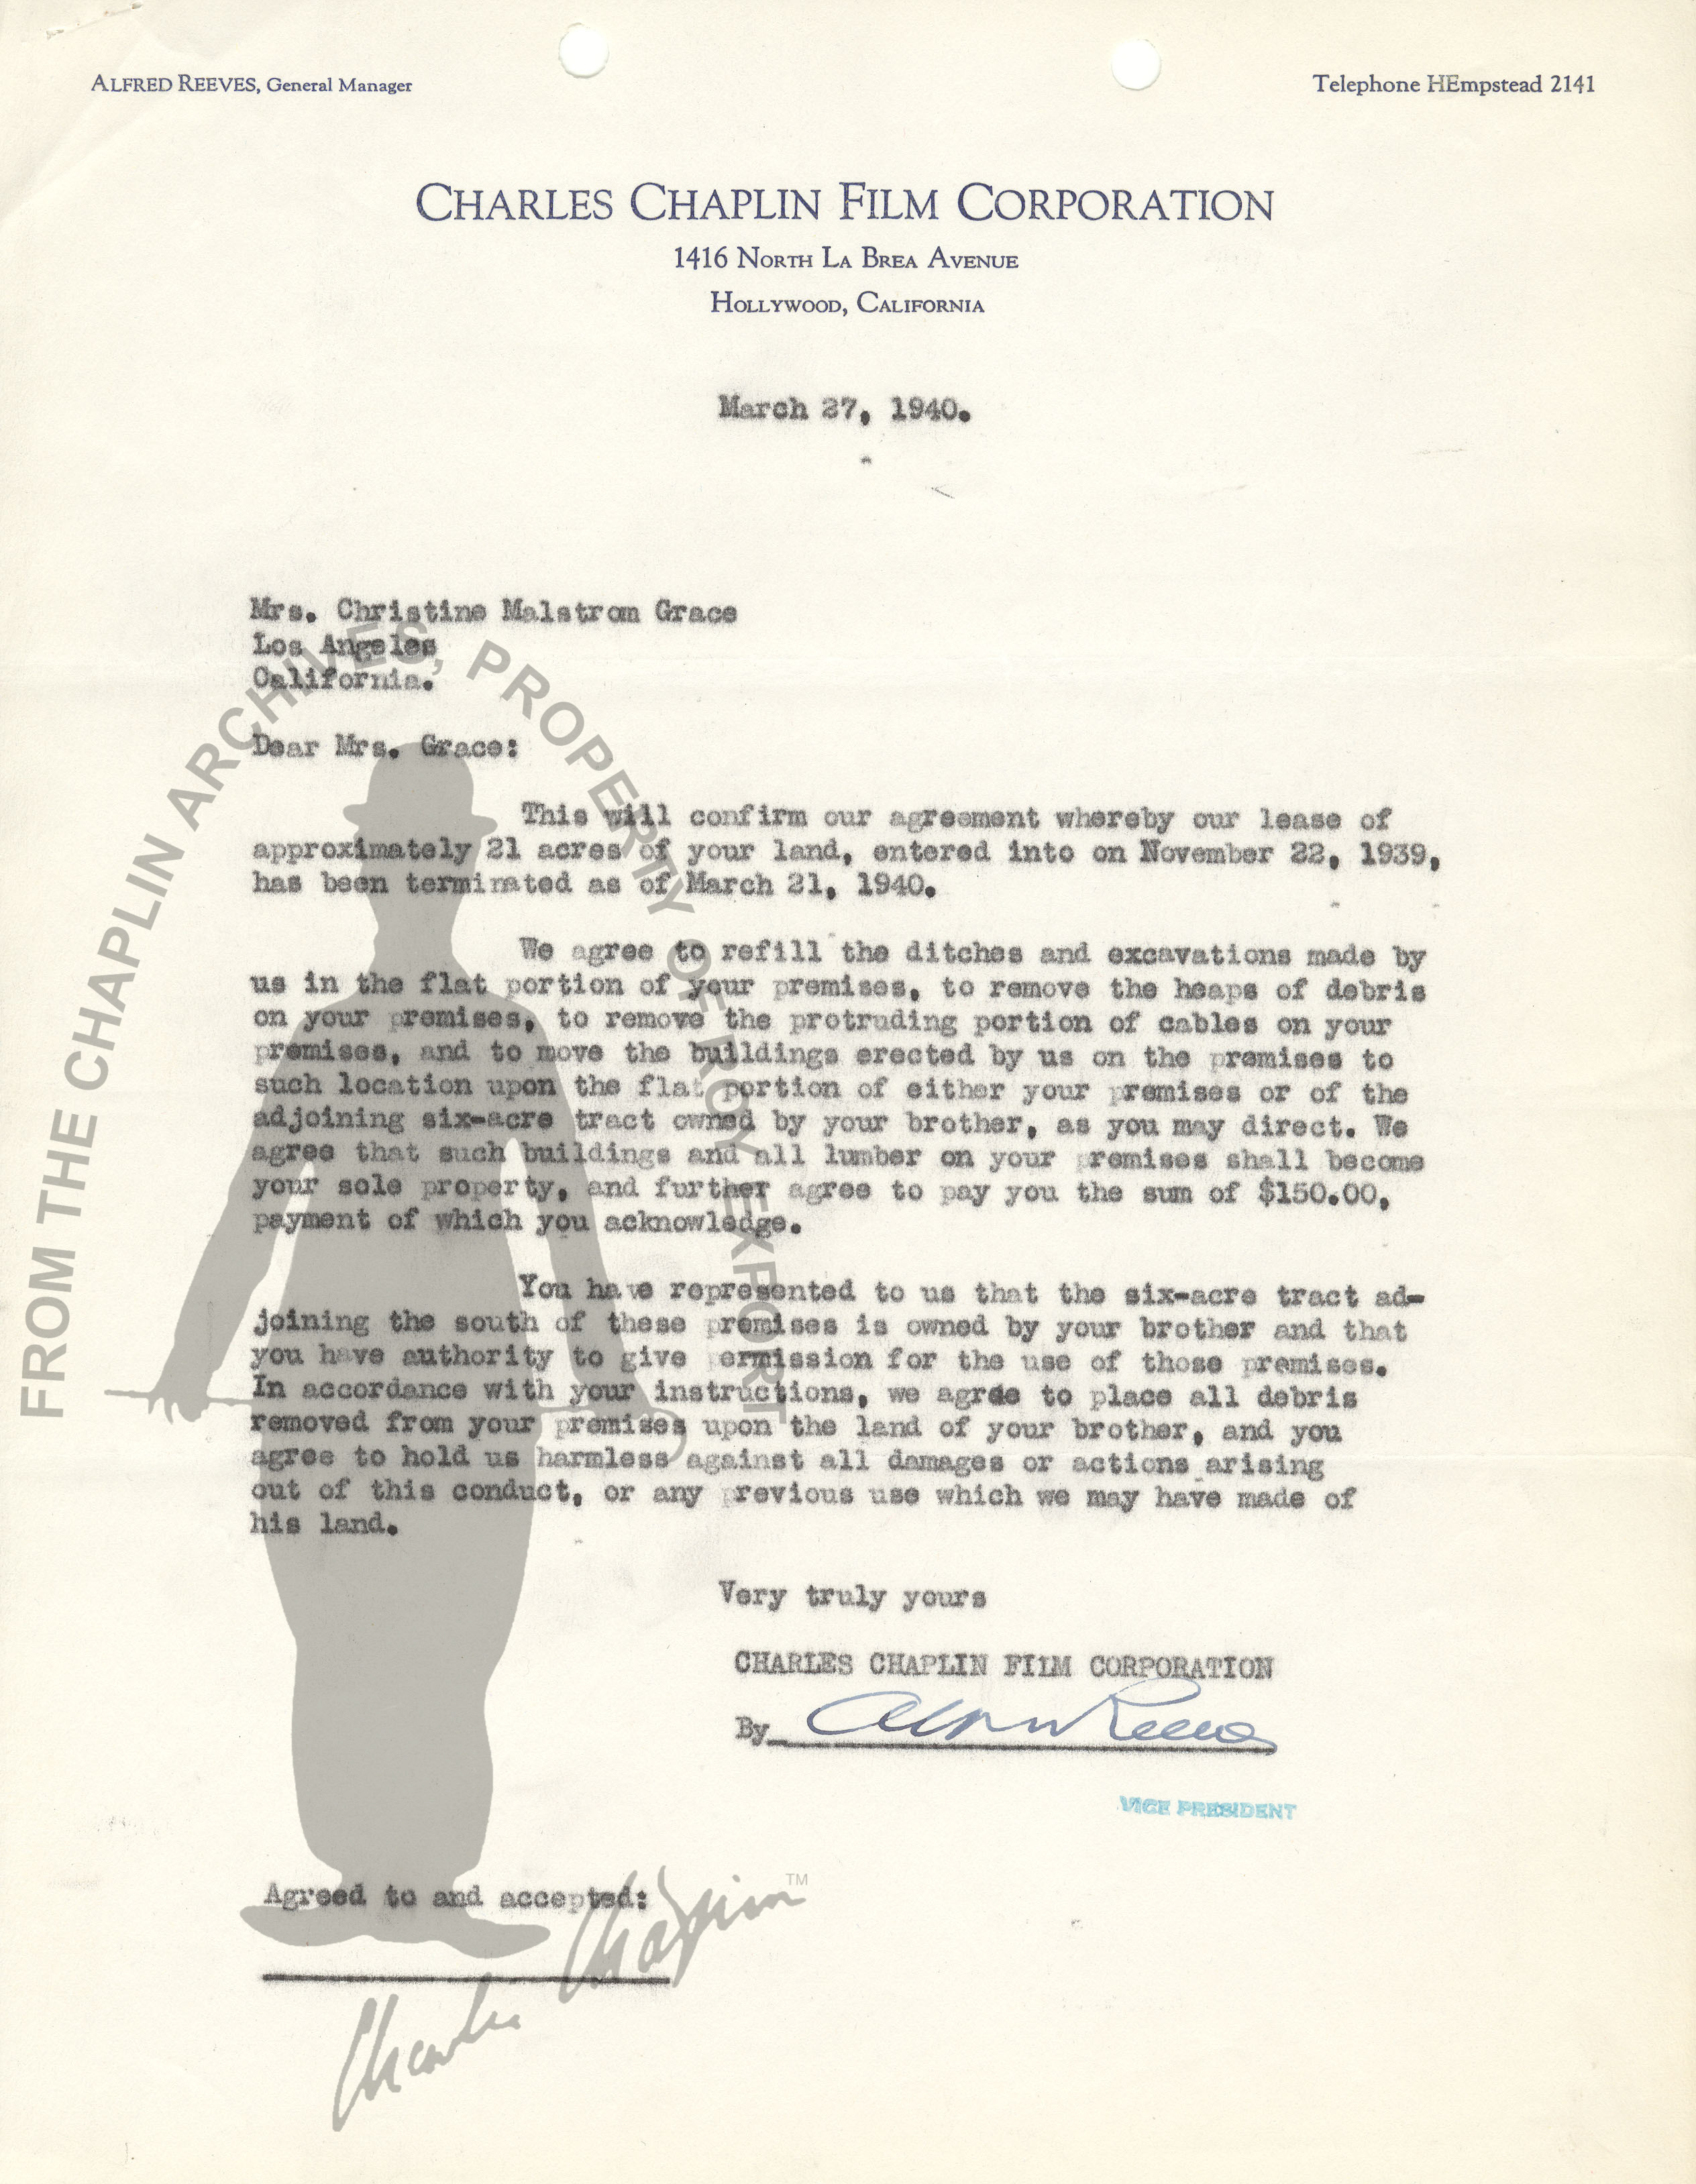 ALFRED REEVES, General Manager
Telephone HEmpstead 2141
CHARLES CHAPLIN FILM CORPORATION
1416 NORTH LA BREA AVENUE
HOLLYWOOD, CALIFORNIA
March 27, 1940.
Mrs. Christine Malstrom Grace
Los Angeles
California.
Dear Mrs. Grace:
This will confirm our agreement whereby our lease of
approximately 21 acres of your land, entered into on November 22, 1939,
has been terminated as of March 21, 1940.
We agree to refill the ditches and excavations made by
us in the flat portion of your premises, to remove the heaps of debris
on your premises, to remove the protruding portion of cables on your
premises, and to move the buildings erected by us on the premises to
such location upon the flat portion of either your premises or of the
adjoining six-acre tract owned by your brother, as you may direct. We
agree that such buildings and all lumber on your premises shall become
your sole property, and further agree to pay you the sum of $150.00,
payment of which you acknowledge.
You have represented to us that the six-acre tract ad-
joining the south of these premises is owned by your brother and that
you have authority to give permission for the use of those premises.
In accordance with your instructions, we agree to place all debris
removed from your premises upon the land of your brother, and you
agree to hold us harmless against all damages or actions arising
out of this conduct, or any previous use which we may have made of
his land.
Very truly yours
CHARLES CHAPLIN FILM CORPORATION
By Alfred Reeves
VICE PRESIDENT
Agreed to and accepted:
FROM THE CHAPLIN ARCHIVES, PROPERTY OF ROY EXPORT
Charles Chaplin TM